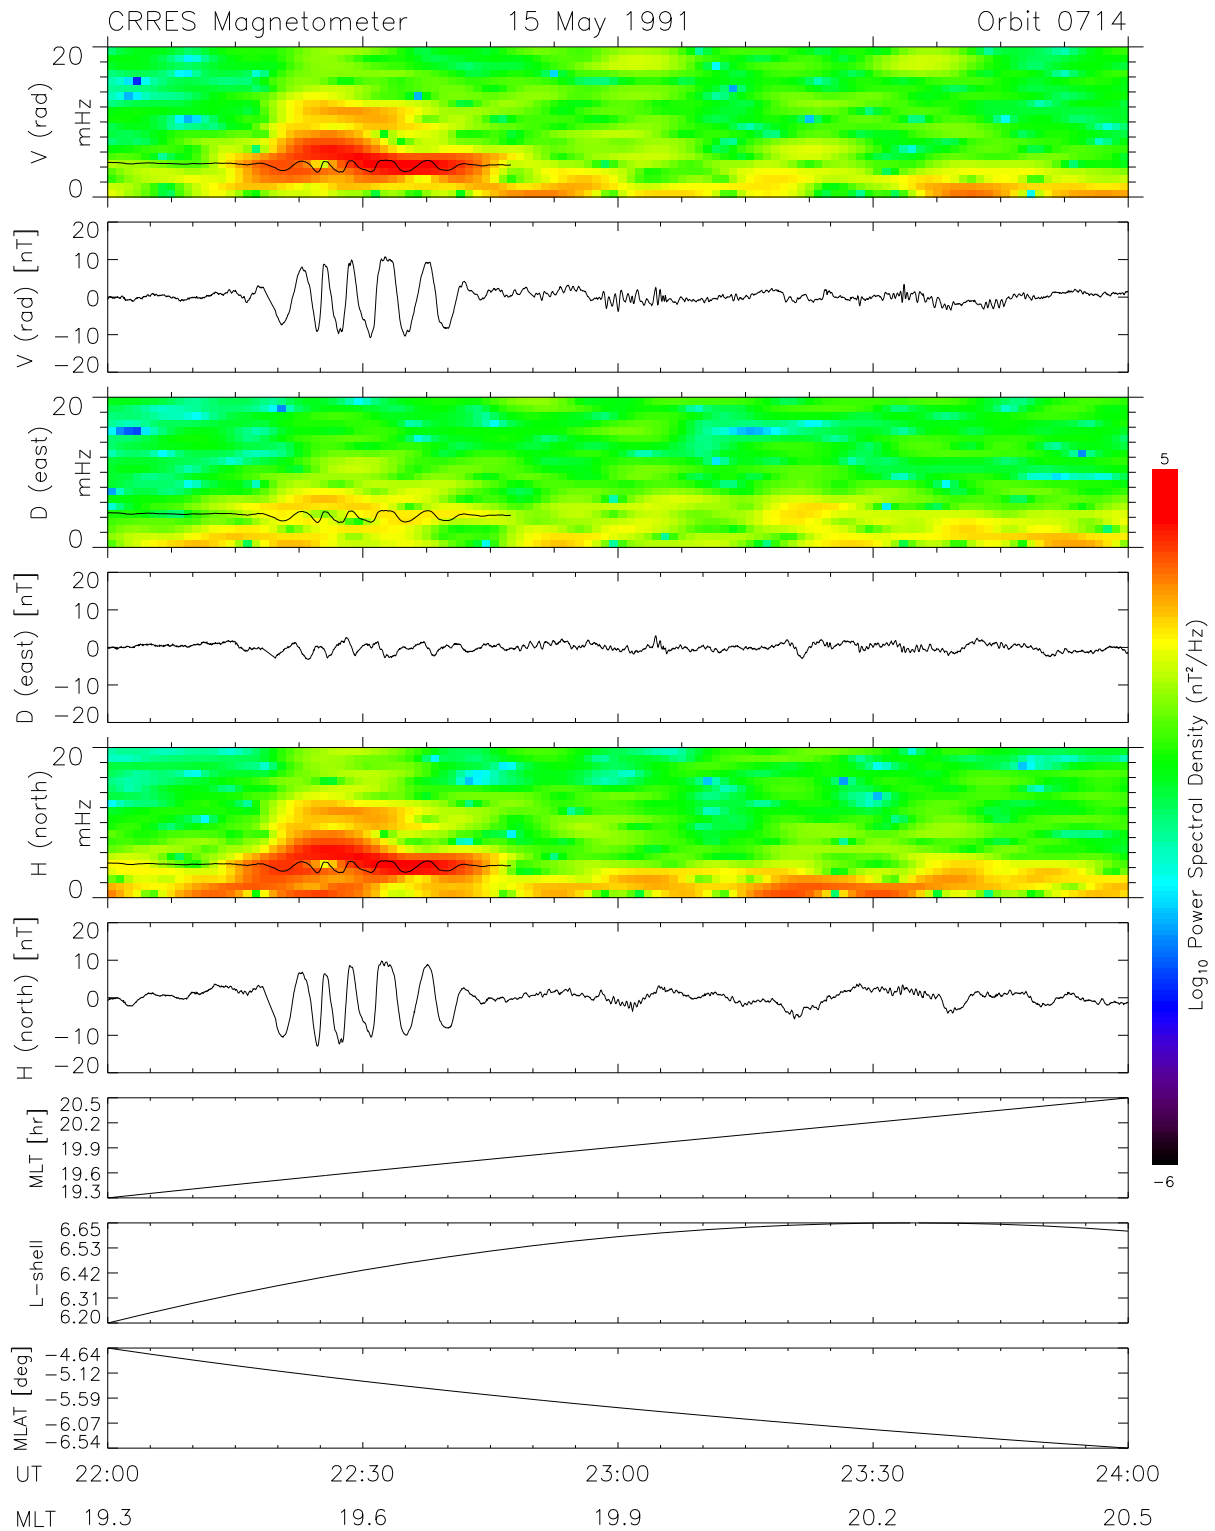 CRRES Magnetometer 15 May 1991 Orbit 0714
V (rad)
mHz
20
0
V (rad) [nT]
20
10
0
−10
−20
D (east)
mHz
20
0
D (east) [nT]
20
10
0
−10
−20
H (north)
mHz
20
0
H (north) [nT]
20
10
0
−10
−20
MLT [hr]
20.5
20.2
19.9
19.6
19.3
L−shell
6.65
6.53
6.42
6.31
6.20
MLAT [deg]
−4.64
−5.12
−5.59
−6.07
−6.54
UT 22:00 22:30 23:00 23:30 24:00
MLT 19.3 19.6 19.9 20.2 20.5
5
Log₁₀ Power Spectral Density (nT²/Hz)
−6